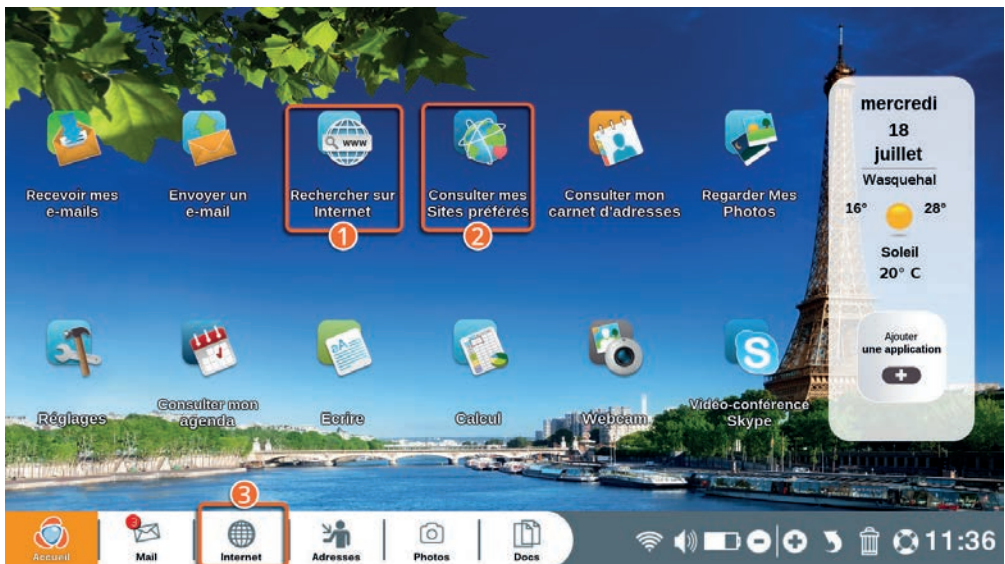 Recevoir mes
e-mails
Envoyer un
e-mail
www
Rechercher sur
Internet
1
Consulter mes
Sites préférés
2
Consulter mon
carnet d'adresses
Regarder Mes
Photos
mercredi
18
juillet
Wasquehal
16° 28°
Soleil
20° C
Ajouter
une application
Réglages
Consulter mon
agenda
aA
Ecrire
Calcul
Webcam
S
Vidéo-conférence
Skype
3
Accueil
3
Mail
Internet
Adresses
Photos
Docs
11:36